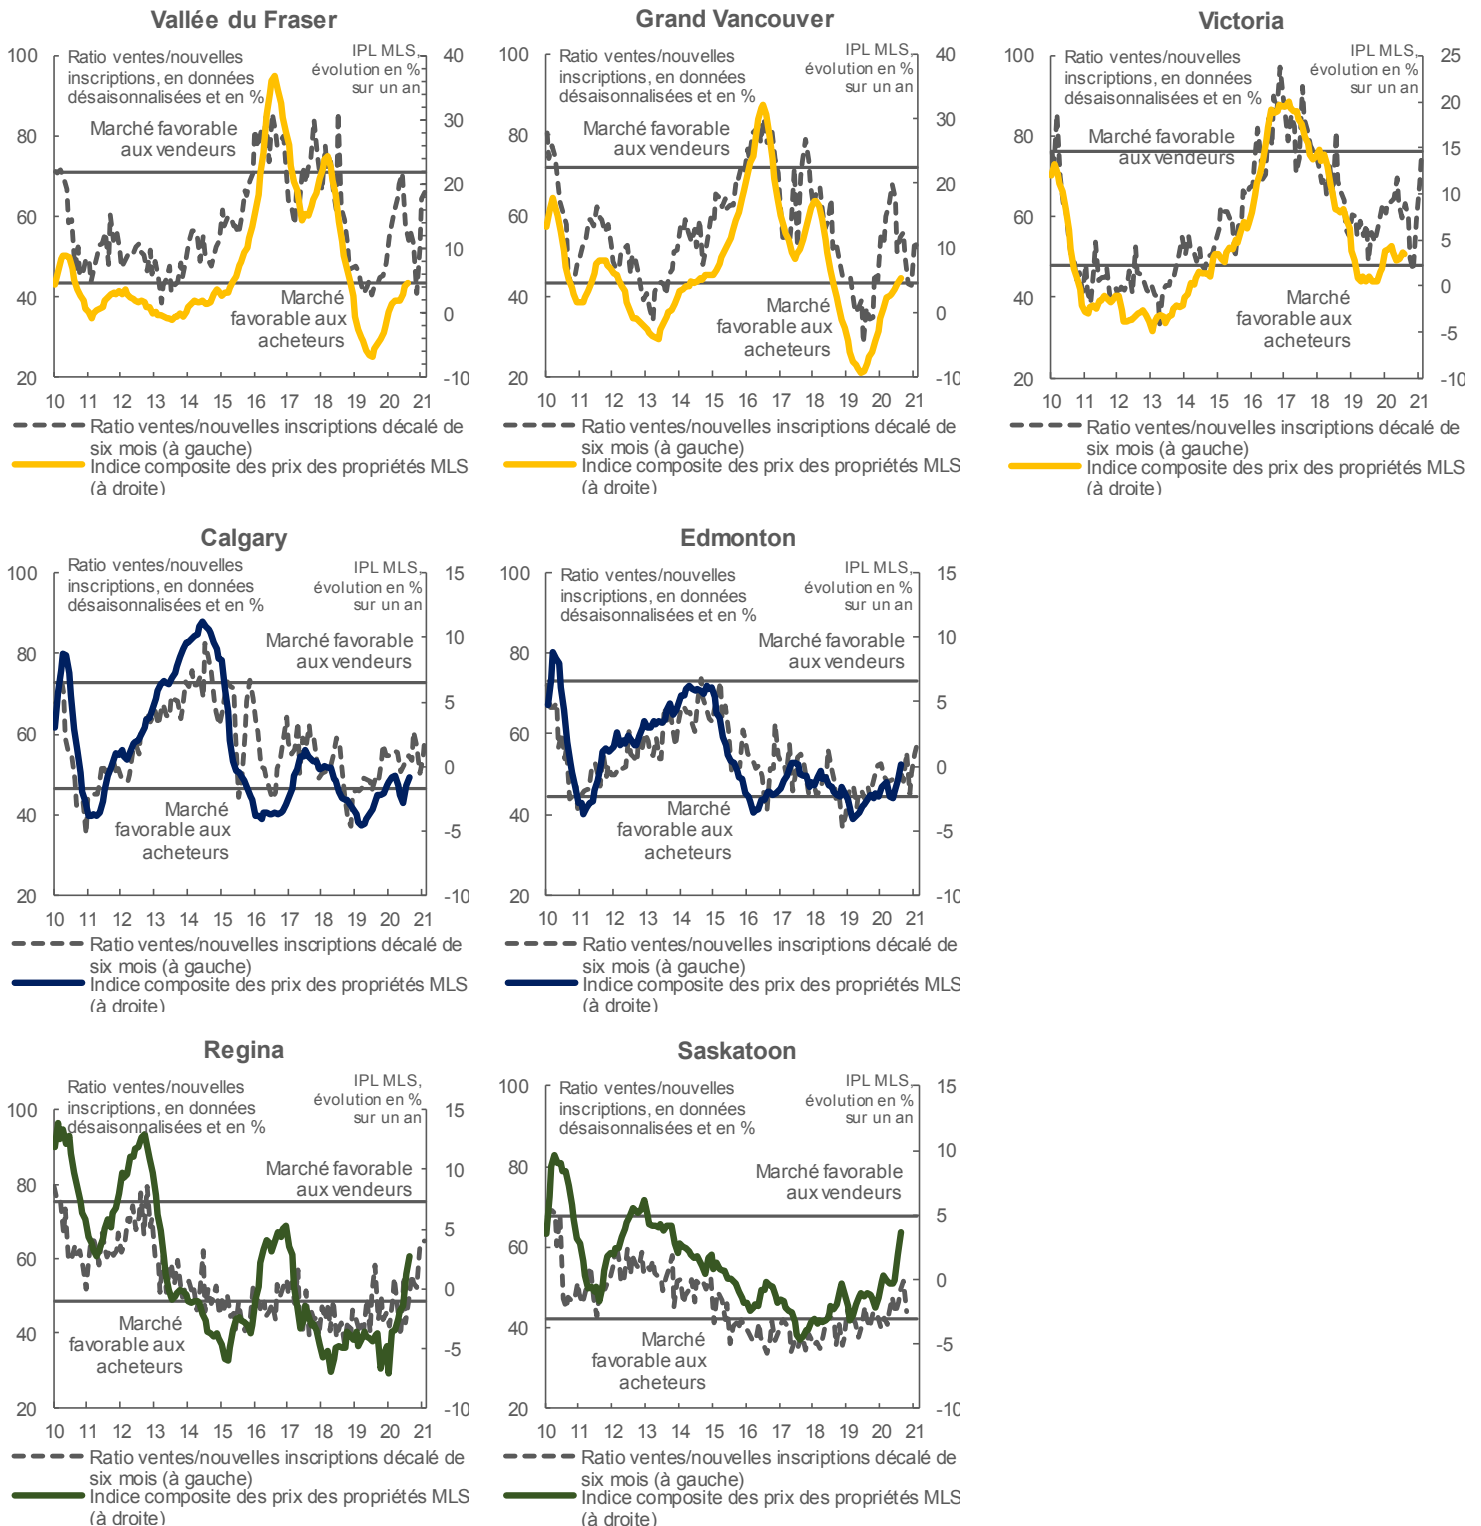 Vallée du Fraser
Ratio ventes/nouvelles
inscriptions, en données
désaisonnalisées et en %
IPL MLS,
évolution en %
sur un an
Marché favorable
aux vendeurs
Marché
favorable aux
acheteurs
100
80
60
40
20
40
30
20
10
0
-10
10 11 12 13 14 15 16 17 18 19 20 21
Ratio ventes/nouvelles inscriptions décalé de
six mois (à gauche)
Indice composite des prix des propriétés MLS
(à droite)
Grand Vancouver
Ratio ventes/nouvelles
inscriptions, en données
désaisonnalisées et en %
IPL MLS,
évolution en %
sur un an
Marché favorable
aux vendeurs
Marché
favorable aux
acheteurs
100
80
60
40
20
40
30
20
10
0
-10
10 11 12 13 14 15 16 17 18 19 20 21
Ratio ventes/nouvelles inscriptions décalé de
six mois (à gauche)
Indice composite des prix des propriétés MLS
(à droite)
Victoria
Ratio ventes/nouvelles
inscriptions, en données
désaisonnalisées et en %
IPL MLS,
évolution en %
sur un an
Marché favorable
aux vendeurs
Marché
favorable aux
acheteurs
100
80
60
40
20
25
20
15
10
5
0
-5
-10
10 11 12 13 14 15 16 17 18 19 20 21
Ratio ventes/nouvelles inscriptions décalé de
six mois (à gauche)
Indice composite des prix des propriétés MLS
(à droite)
Calgary
Ratio ventes/nouvelles
inscriptions, en données
désaisonnalisées et en %
IPL MLS,
évolution en %
sur un an
Marché favorable
aux vendeurs
Marché
favorable aux
acheteurs
100
80
60
40
20
15
10
5
0
-5
-10
10 11 12 13 14 15 16 17 18 19 20 21
Ratio ventes/nouvelles inscriptions décalé de
six mois (à gauche)
Indice composite des prix des propriétés MLS
(à droite)
Edmonton
Ratio ventes/nouvelles
inscriptions, en données
désaisonnalisées et en %
IPL MLS,
évolution en %
sur un an
Marché favorable
aux vendeurs
Marché
favorable aux
acheteurs
100
80
60
40
20
15
10
5
0
-5
-10
10 11 12 13 14 15 16 17 18 19 20 21
Ratio ventes/nouvelles inscriptions décalé de
six mois (à gauche)
Indice composite des prix des propriétés MLS
(à droite)
Regina
Ratio ventes/nouvelles
inscriptions, en données
désaisonnalisées et en %
IPL MLS,
évolution en %
sur un an
Marché favorable
aux vendeurs
Marché
favorable aux
acheteurs
100
80
60
40
20
15
10
5
0
-5
-10
10 11 12 13 14 15 16 17 18 19 20 21
Ratio ventes/nouvelles inscriptions décalé de
six mois (à gauche)
Indice composite des prix des propriétés MLS
(à droite)
Saskatoon
Ratio ventes/nouvelles
inscriptions, en données
désaisonnalisées et en %
IPL MLS,
évolution en %
sur un an
Marché favorable
aux vendeurs
Marché
favorable aux
acheteurs
100
80
60
40
20
15
10
5
0
-5
-10
10 11 12 13 14 15 16 17 18 19 20 21
Ratio ventes/nouvelles inscriptions décalé de
six mois (à gauche)
Indice composite des prix des propriétés MLS
(à droite)